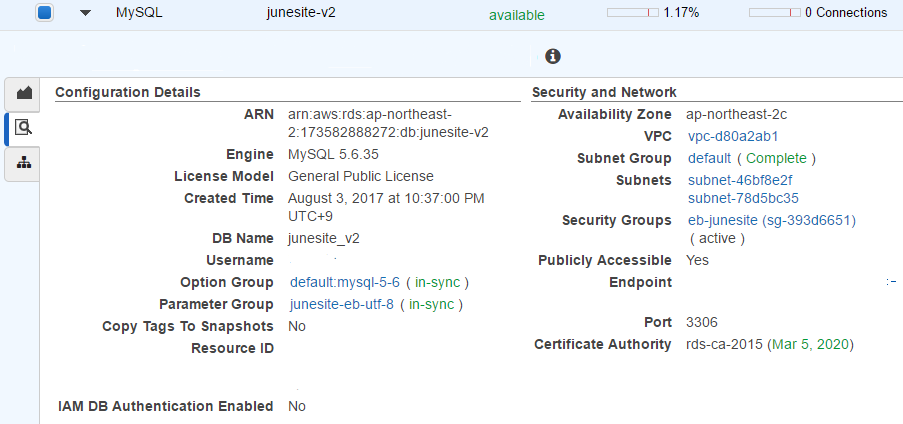 MySQL junesite-v2 available 1.17% 0 Connections
Configuration Details
ARN arn:aws:rds:ap-northeast-
2:173582888272:db:junesite-v2
Engine MySQL 5.6.35
License Model General Public License
Created Time August 3, 2017 at 10:37:00 PM
UTC+9
DB Name junesite_v2
Username
Option Group default:mysql-5-6 ( in-sync )
Parameter Group junesite-eb-utf-8 ( in-sync )
Copy Tags To Snapshots No
Resource ID
IAM DB Authentication Enabled No
Security and Network
Availability Zone ap-northeast-2c
VPC vpc-d80a2ab1
Subnet Group default ( Complete )
Subnets subnet-46bf8e2f
subnet-78d5bc35
Security Groups eb-junesite (sg-393d6651)
( active )
Publicly Accessible Yes
Endpoint
Port 3306
Certificate Authority rds-ca-2015 (Mar 5, 2020)